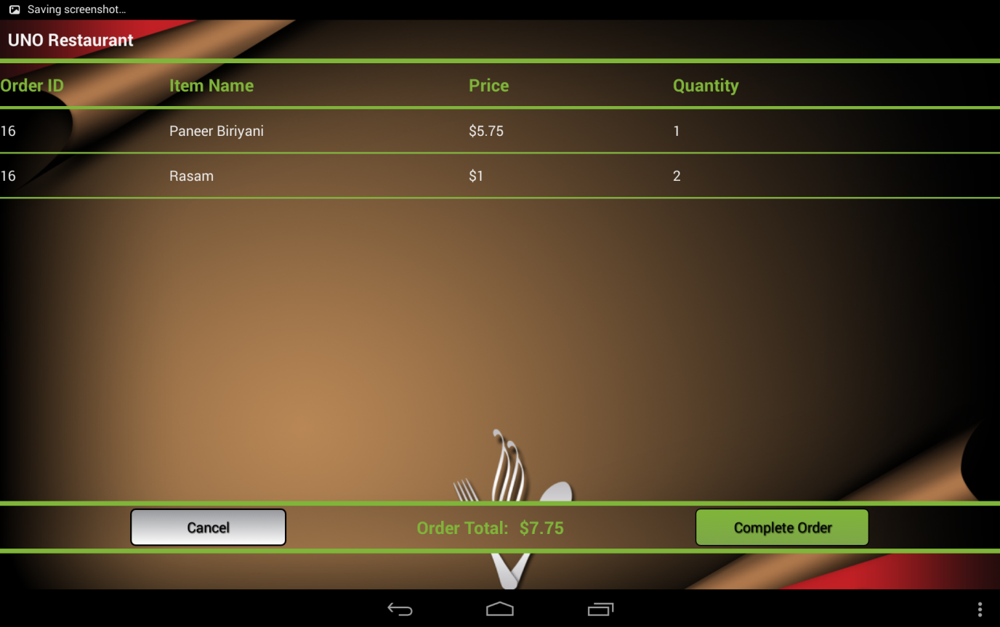 Saving screenshot...
UNO Restaurant
Order ID Item Name Price Quantity
16 Paneer Biriyani $5.75 1
16 Rasam $1 2
Cancel Order Total: $7.75 Complete Order